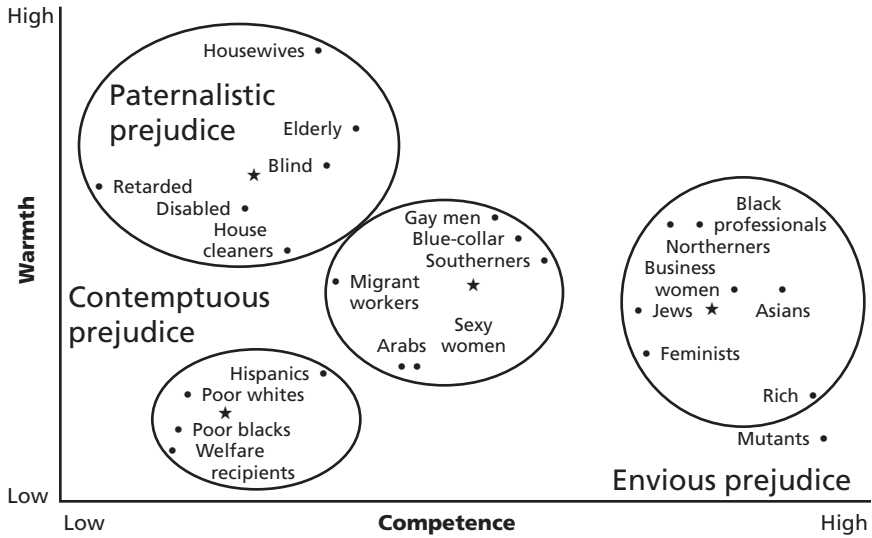 High
Housewives
Paternalistic
prejudice
Elderly
Blind
Retarded
Disabled
House
cleaners
Warmth
Contemptuous
prejudice
Gay men
Blue-collar
Southerners
Migrant
workers
Sexy
women
Arabs
Black
professionals
Northerners
Business
women
Jews
Asians
Feminists
Rich
Mutants
Hispanics
Poor whites
Poor blacks
Welfare
recipients
Envious prejudice
Low
Low
Competence
High